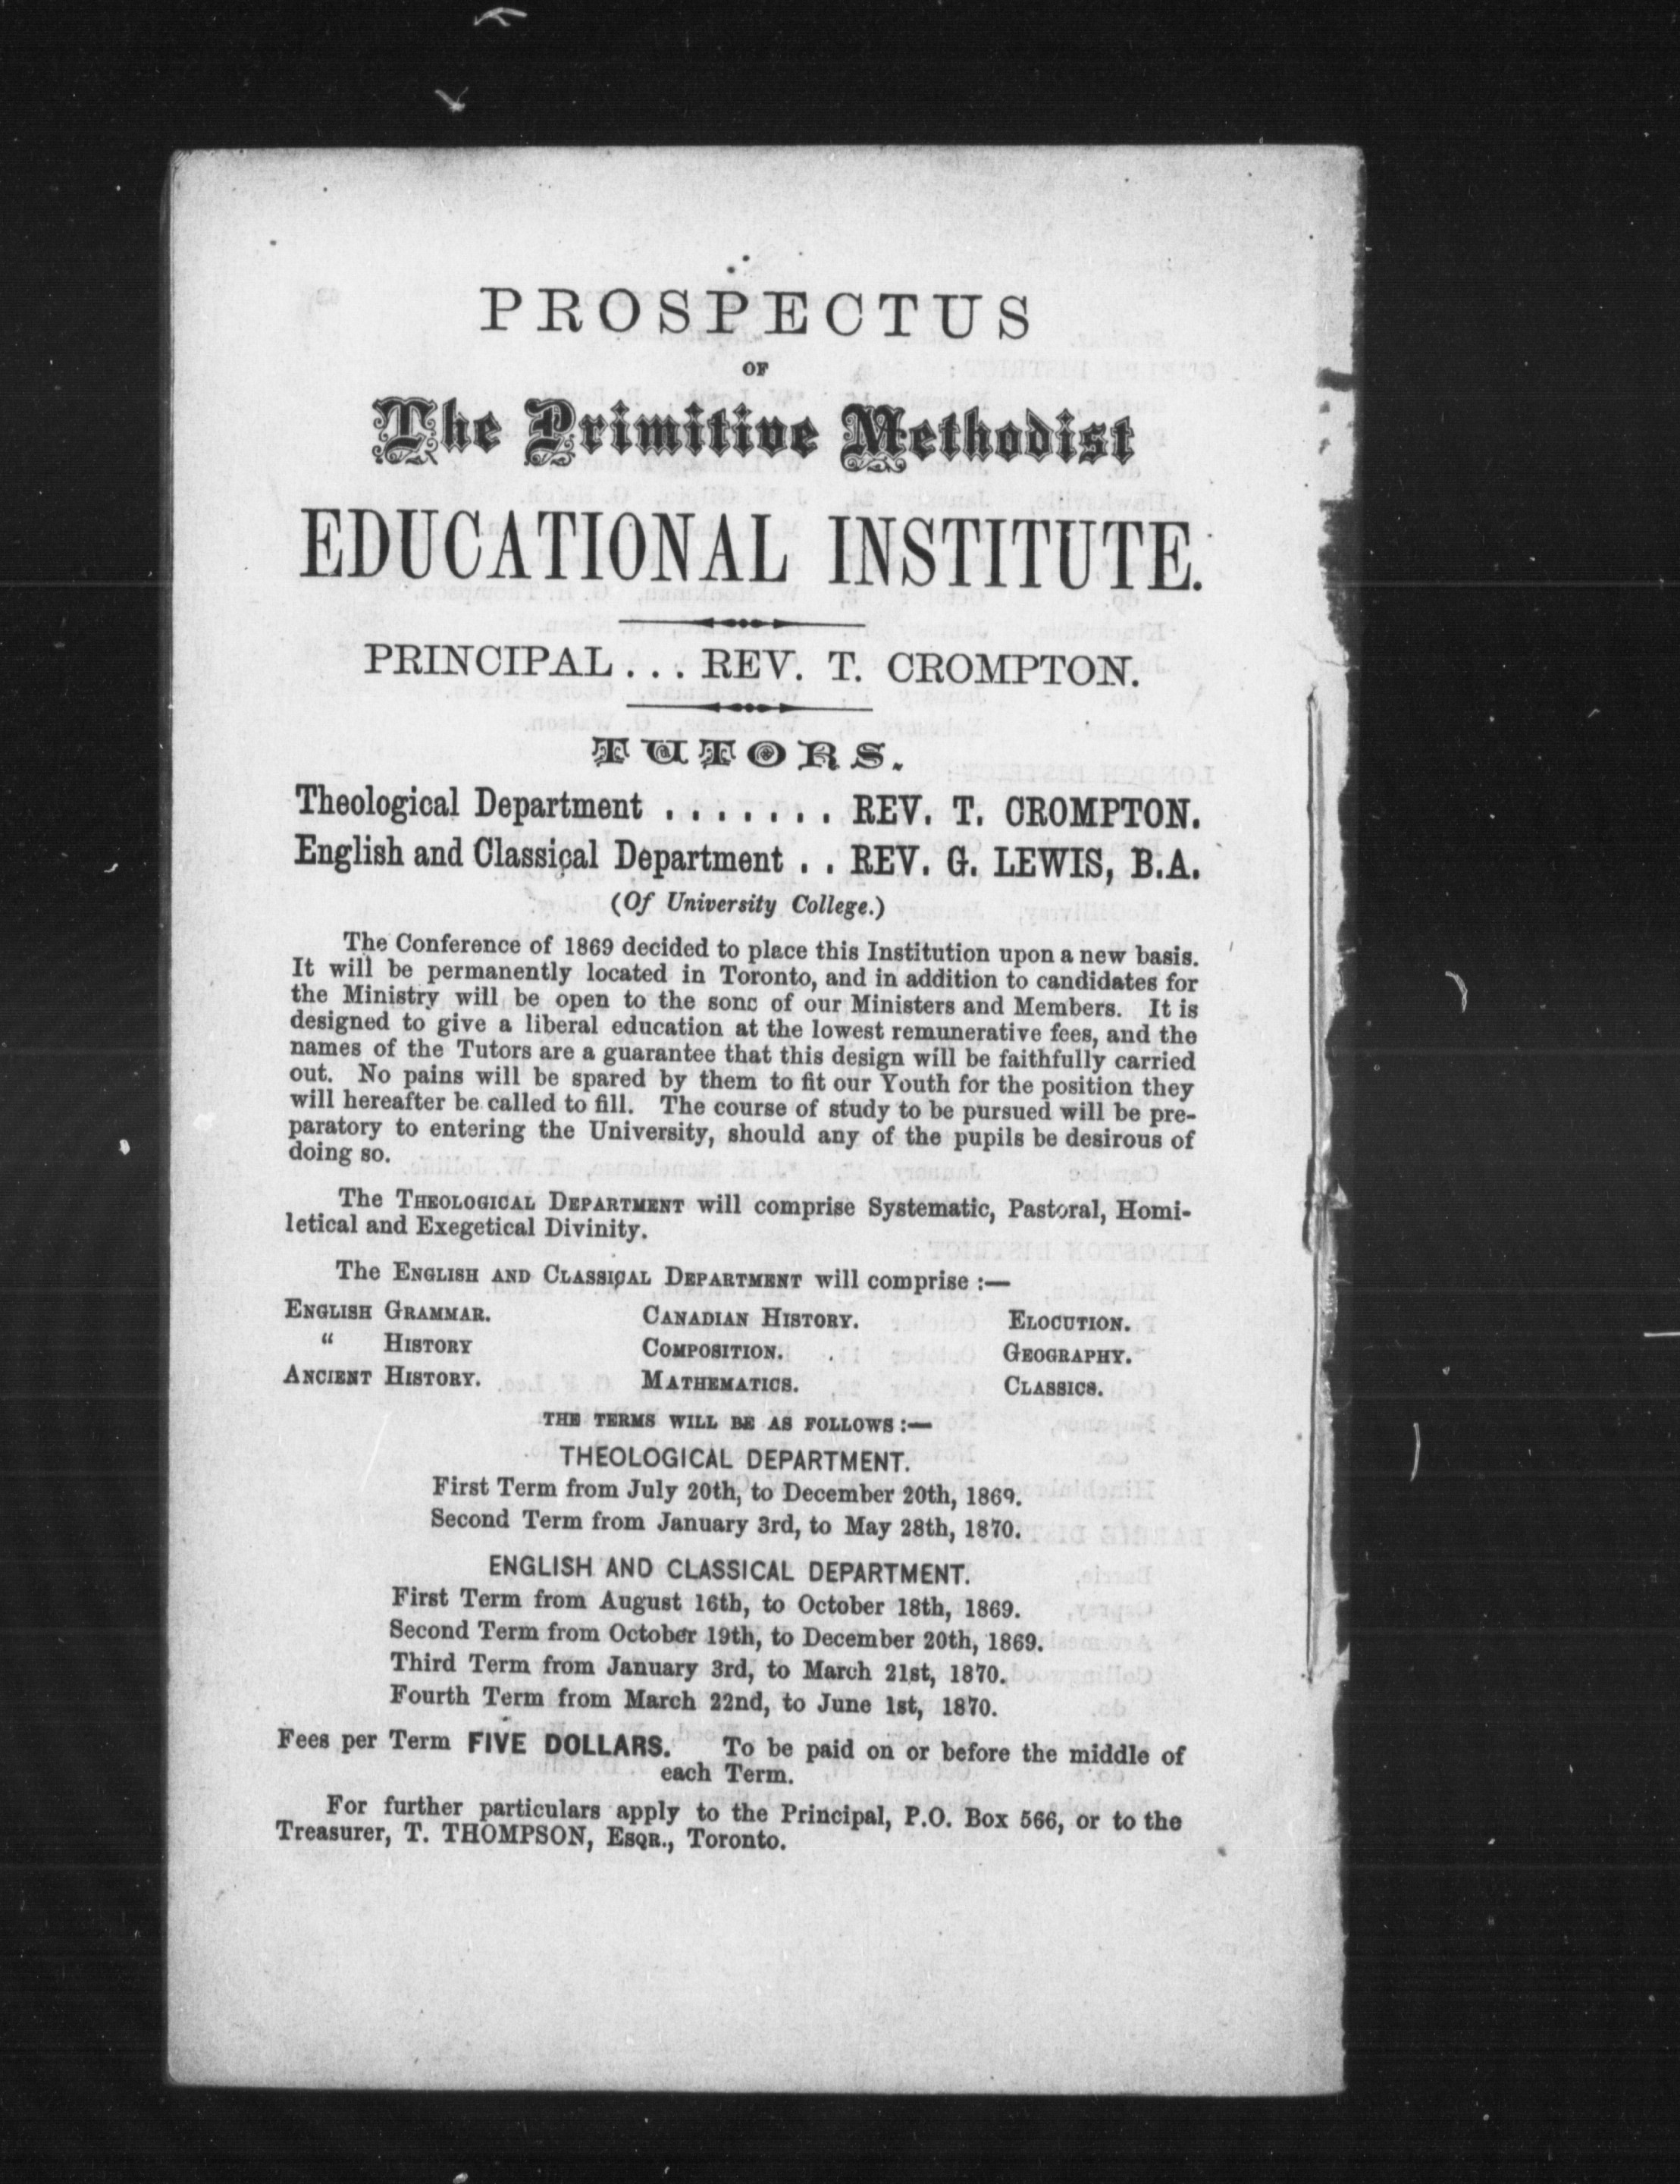 PROSPECTUS
OF
The Primitive Methodist
EDUCATIONAL INSTITUTE.
PRINCIPAL... REV. T. CROMPTON.
TUTORS.
Theological Department . . . . . . . REV. T. CROMPTON.
English and Classical Department . . REV. G. LEWIS, B.A.
(Of University College.)
The Conference of 1869 decided to place this Institution upon a new basis.
It will be permanently located in Toronto, and in addition to candidates for
the Ministry will be open to the sonc of our Ministers and Members. It is
designed to give a liberal education at the lowest remunerative fees, and the
names of the Tutors are a guarantee that this design will be faithfully carried
out. No pains will be spared by them to fit our Youth for the position they
will hereafter be called to fill. The course of study to be pursued will be pre-
paratory to entering the University, should any of the pupils be desirous of
doing so.
The THEOLOGICAL DEPARTMENT will comprise Systematic, Pastoral, Homi-
letical and Exegetical Divinity.
The ENGLISH AND CLASSICAL DEPARTMENT will comprise :—
ENGLISH GRAMMAR. CANADIAN HISTORY. ELOCUTION.
" HISTORY COMPOSITION. GEOGRAPHY.
ANCIENT HISTORY. MATHEMATICS. CLASSICS.
THE TERMS WILL BE AS FOLLOWS :—
THEOLOGICAL DEPARTMENT.
First Term from July 20th, to December 20th, 1869.
Second Term from January 3rd, to May 28th, 1870.
ENGLISH AND CLASSICAL DEPARTMENT.
First Term from August 16th, to October 18th, 1869.
Second Term from October 19th, to December 20th, 1869.
Third Term from January 3rd, to March 21st, 1870.
Fourth Term from March 22nd, to June 1st, 1870.
Fees per Term FIVE DOLLARS. To be paid on or before the middle of
each Term.
For further particulars apply to the Principal, P.O. Box 566, or to the
Treasurer, T. THOMPSON, ESQR., Toronto.